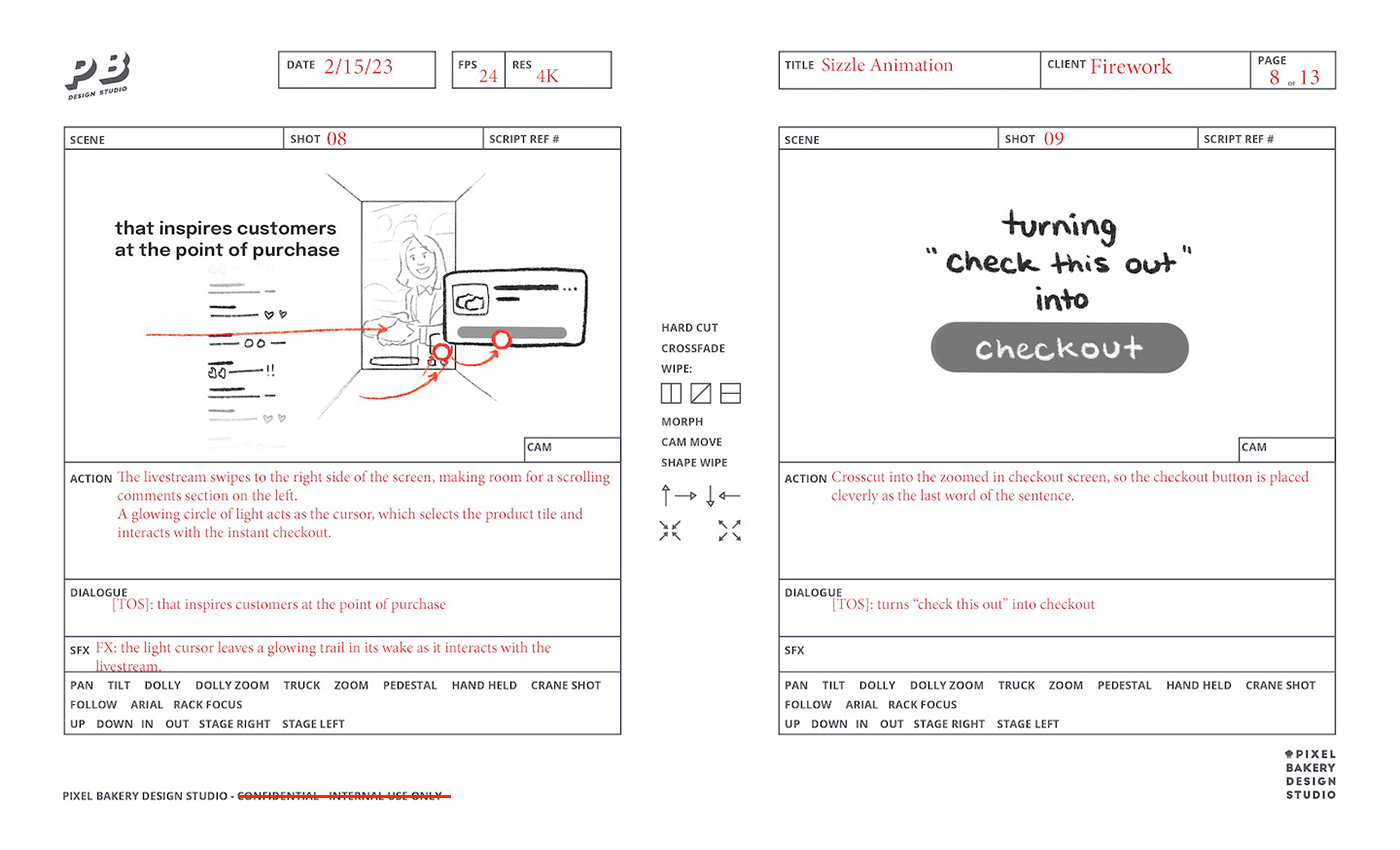 PB
DESIGN STUDIO
DATE 2/15/23
FPS 24
RES 4K
TITLE Sizzle Animation
CLIENT Firework
PAGE 8 OF 13
SCENE
SHOT 08
SCRIPT REF #
that inspires customers
at the point of purchase
!!
CAM
ACTION The livestream swipes to the right side of the screen, making room for a scrolling
comments section on the left.
A glowing circle of light acts as the cursor, which selects the product tile and
interacts with the instant checkout.
DIALOGUE
[TOS]: that inspires customers at the point of purchase
SFX FX: the light cursor leaves a glowing trail in its wake as it interacts with the
livestream.
PAN TILT DOLLY DOLLY ZOOM TRUCK ZOOM PEDESTAL HAND HELD CRANE SHOT
FOLLOW ARIAL RACK FOCUS
UP DOWN IN OUT STAGE RIGHT STAGE LEFT
HARD CUT
CROSSFADE
WIPE:
MORPH
CAM MOVE
SHAPE WIPE
SCENE
SHOT 09
SCRIPT REF #
turning
"check this out"
into
checkout
CAM
ACTION Crosscut into the zoomed in checkout screen, so the checkout button is placed
cleverly as the last word of the sentence.
DIALOGUE
[TOS]: turns “check this out” into checkout
SFX
PAN TILT DOLLY DOLLY ZOOM TRUCK ZOOM PEDESTAL HAND HELD CRANE SHOT
FOLLOW ARIAL RACK FOCUS
UP DOWN IN OUT STAGE RIGHT STAGE LEFT
PIXEL BAKERY DESIGN STUDIO - CONFIDENTIAL - INTERNAL USE ONLY
PIXEL
BAKERY
DESIGN
STUDIO